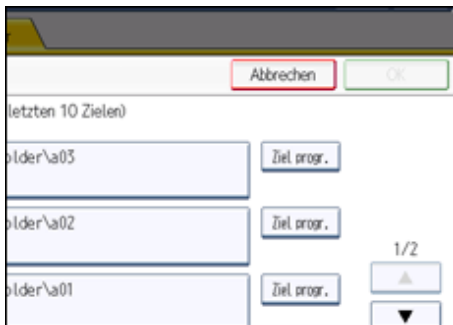 Abbrechen OK
letzten 10 Zielen)
older\a03 Ziel progr.
older\a02 Ziel progr.
1/2
older\a01 Ziel progr.